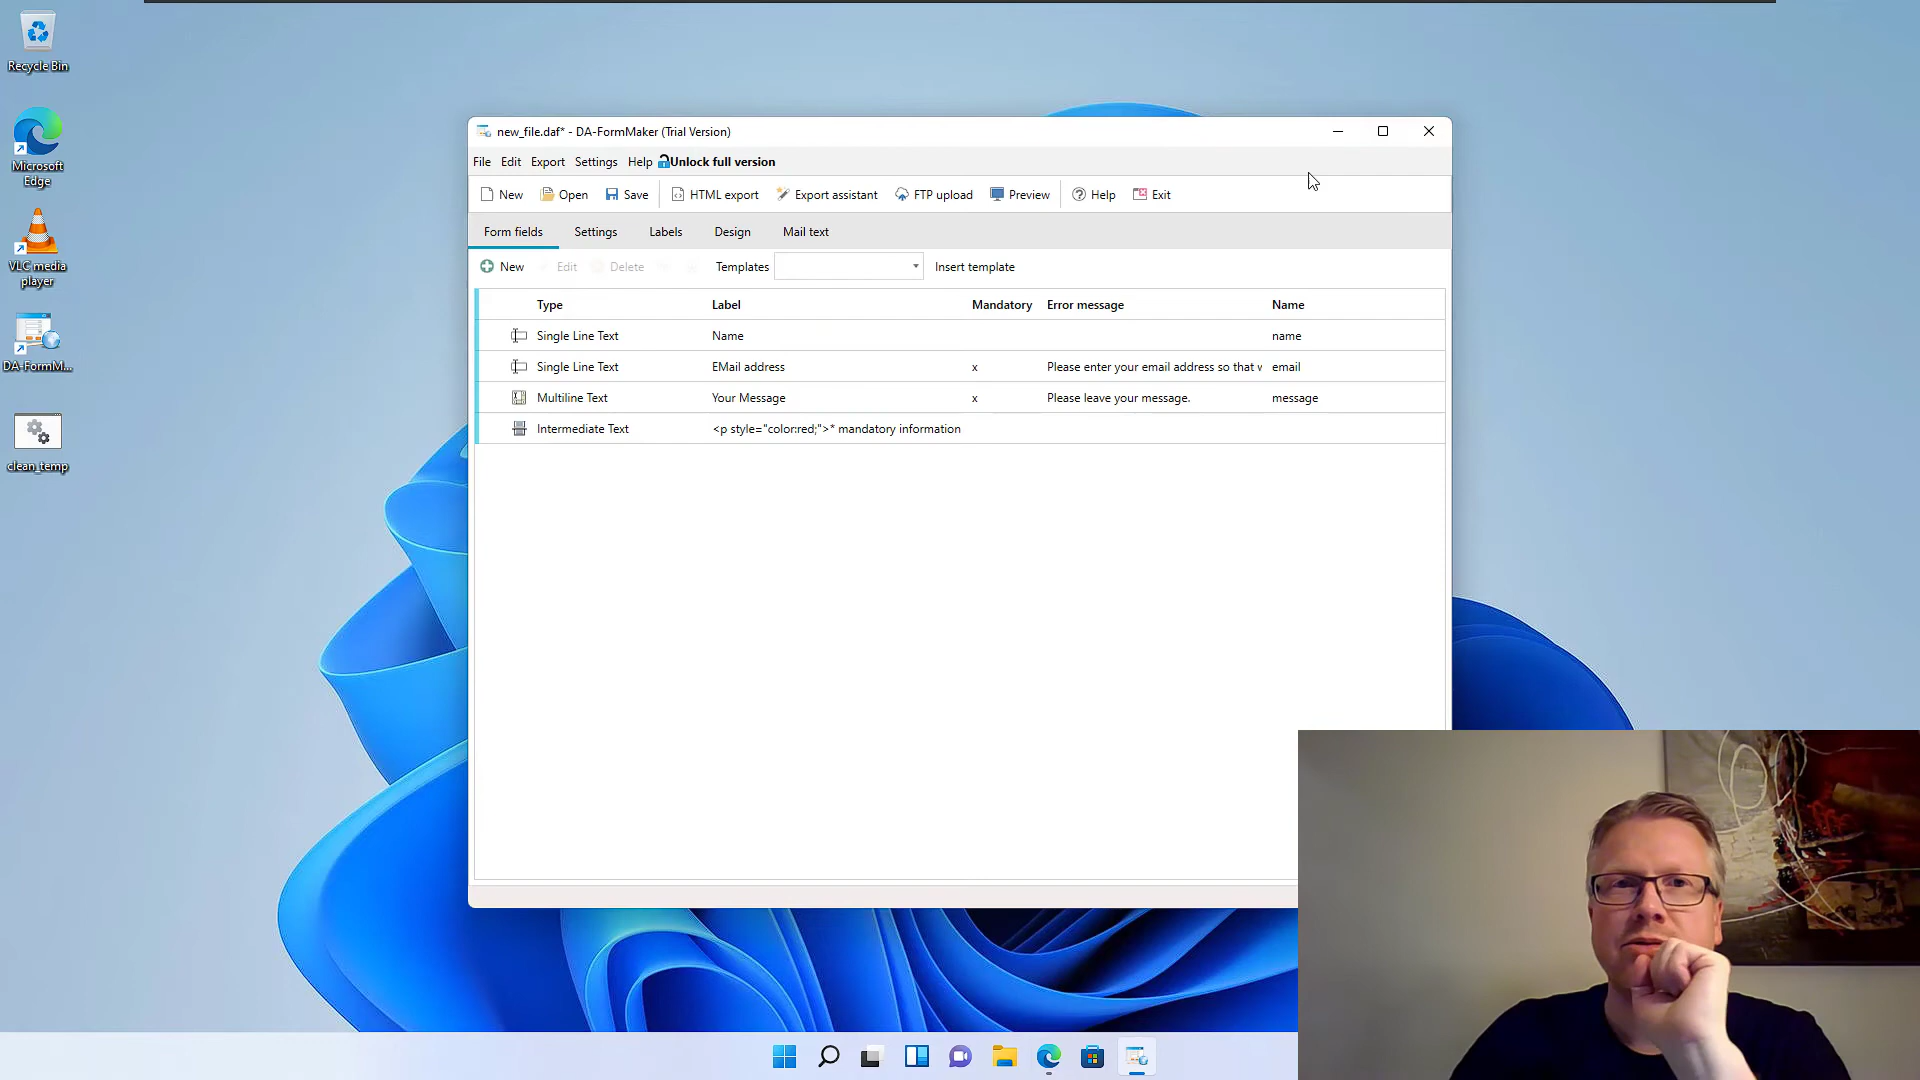 Recycle Bin
Microsoft
Edge
VLC media
player
DA-FormM...
clean_temp
new_file.daf* - DA-FormMaker (Trial Version)
File Edit Export Settings Help Unlock full version
New Open Save HTML export Export assistant FTP upload Preview Help Exit
Form fields Settings Labels Design Mail text
New Edit Delete Templates Insert template
Type Label Mandatory Error message Name
Single Line Text Name name
Single Line Text EMail address x Please enter your email address so that email
Multiline Text Your Message x Please leave your message. message
Intermediate Text <p style="color:red;">* mandatory information